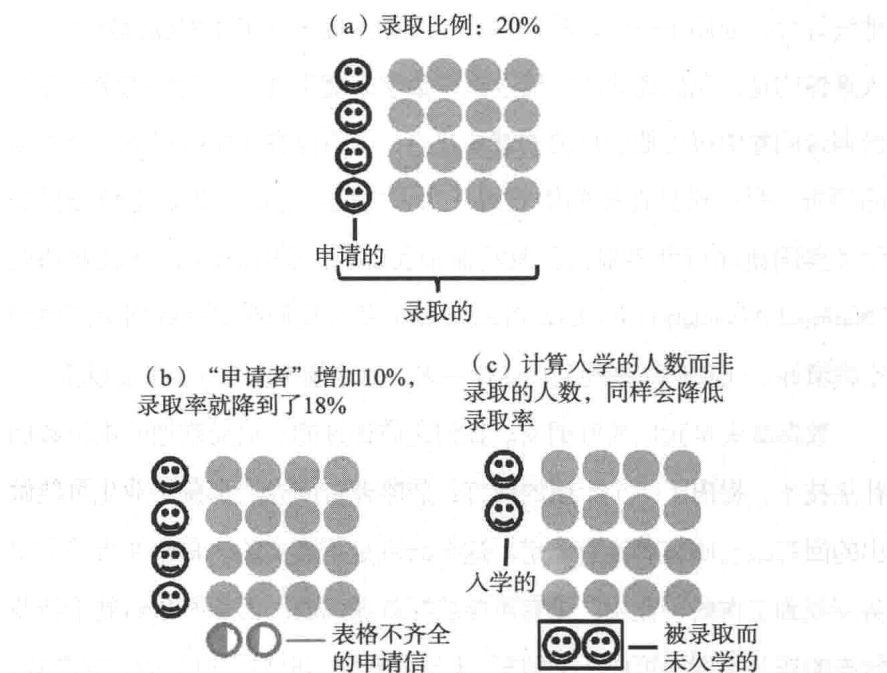 （a）录取比例：20%
申请的
录取的
（b）“申请者”增加10%，
录取率就降到了18%
（c）计算入学的人数而非
录取的人数，同样会降低
录取率
入学的
表格不齐全
的申请信
被录取而
未入学的